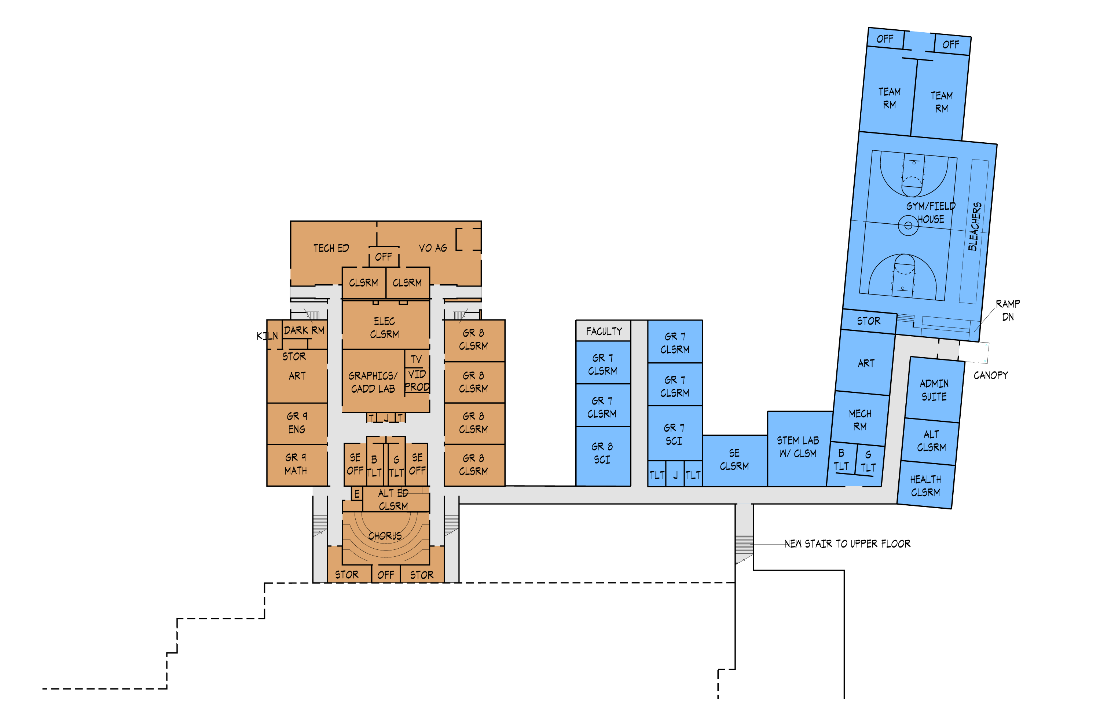 OFF
OFF
TEAM
RM
TEAM
RM
GYM/FIELD
HOUSE
BLEACHERS
RAMP
DN
CANOPY
STOR
ART
ADMIN
SUITE
MECH
RM
ALT
CLSRM
B
TLT
G
TLT
HEALTH
CLSRM
TECH ED
VO AG
OFF
CLSRM
CLSRM
ELEC
CLSRM
KILN
DARK RM
STOR
ART
GRAPHICS/
CADD LAB
TV
VID
PROD
GR 8
CLSRM
GR 8
CLSRM
GR 8
CLSRM
GR 8
CLSRM
GR 9
ENG
GR 9
MATH
T
J
T
SE
OFF
B
TLT
G
TLT
SE
OFF
E
ALT ED
CLSRM
CHORUS
STOR
OFF
STOR
FACULTY
GR 7
CLSRM
GR 7
CLSRM
GR 8
SCI
GR 7
CLSRM
GR 7
CLSRM
GR 7
SCI
TLT
J
TLT
SE
CLSRM
STEM LAB
W/ CLSM
NEW STAIR TO UPPER FLOOR